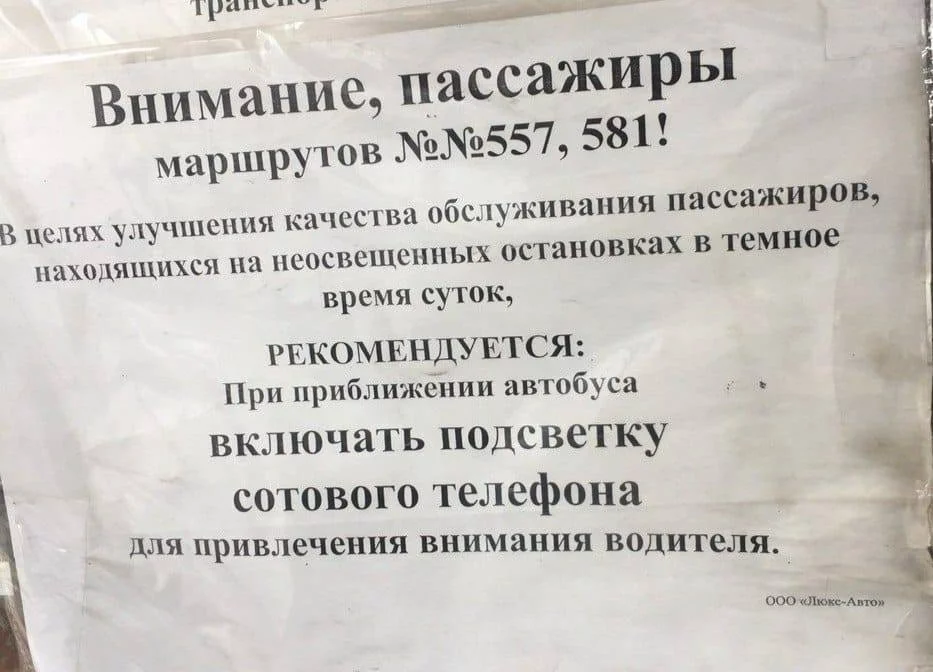 Внимание, пассажиры
маршрутов №№557, 581!
В целях улучшения качества обслуживания пассажиров,
находящихся на неосвещенных остановках в темное
время суток,
РЕКОМЕНДУЕТСЯ:
При приближении автобуса
включать подсветку
сотового телефона
для привлечения внимания водителя.
ООО «Люкс-Авто»